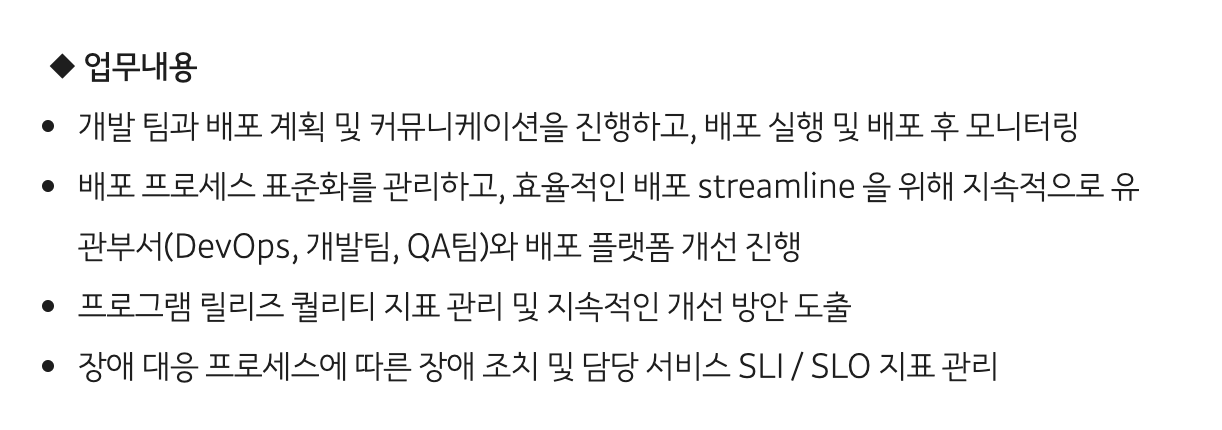 ◆ 업무내용
• 개발 팀과 배포 계획 및 커뮤니케이션을 진행하고, 배포 실행 및 배포 후 모니터링
• 배포 프로세스 표준화를 관리하고, 효율적인 배포 streamline 을 위해 지속적으로 유
관부서(DevOps, 개발팀, QA팀)와 배포 플랫폼 개선 진행
• 프로그램 릴리즈 퀄리티 지표 관리 및 지속적인 개선 방안 도출
• 장애 대응 프로세스에 따른 장애 조치 및 담당 서비스 SLI / SLO 지표 관리